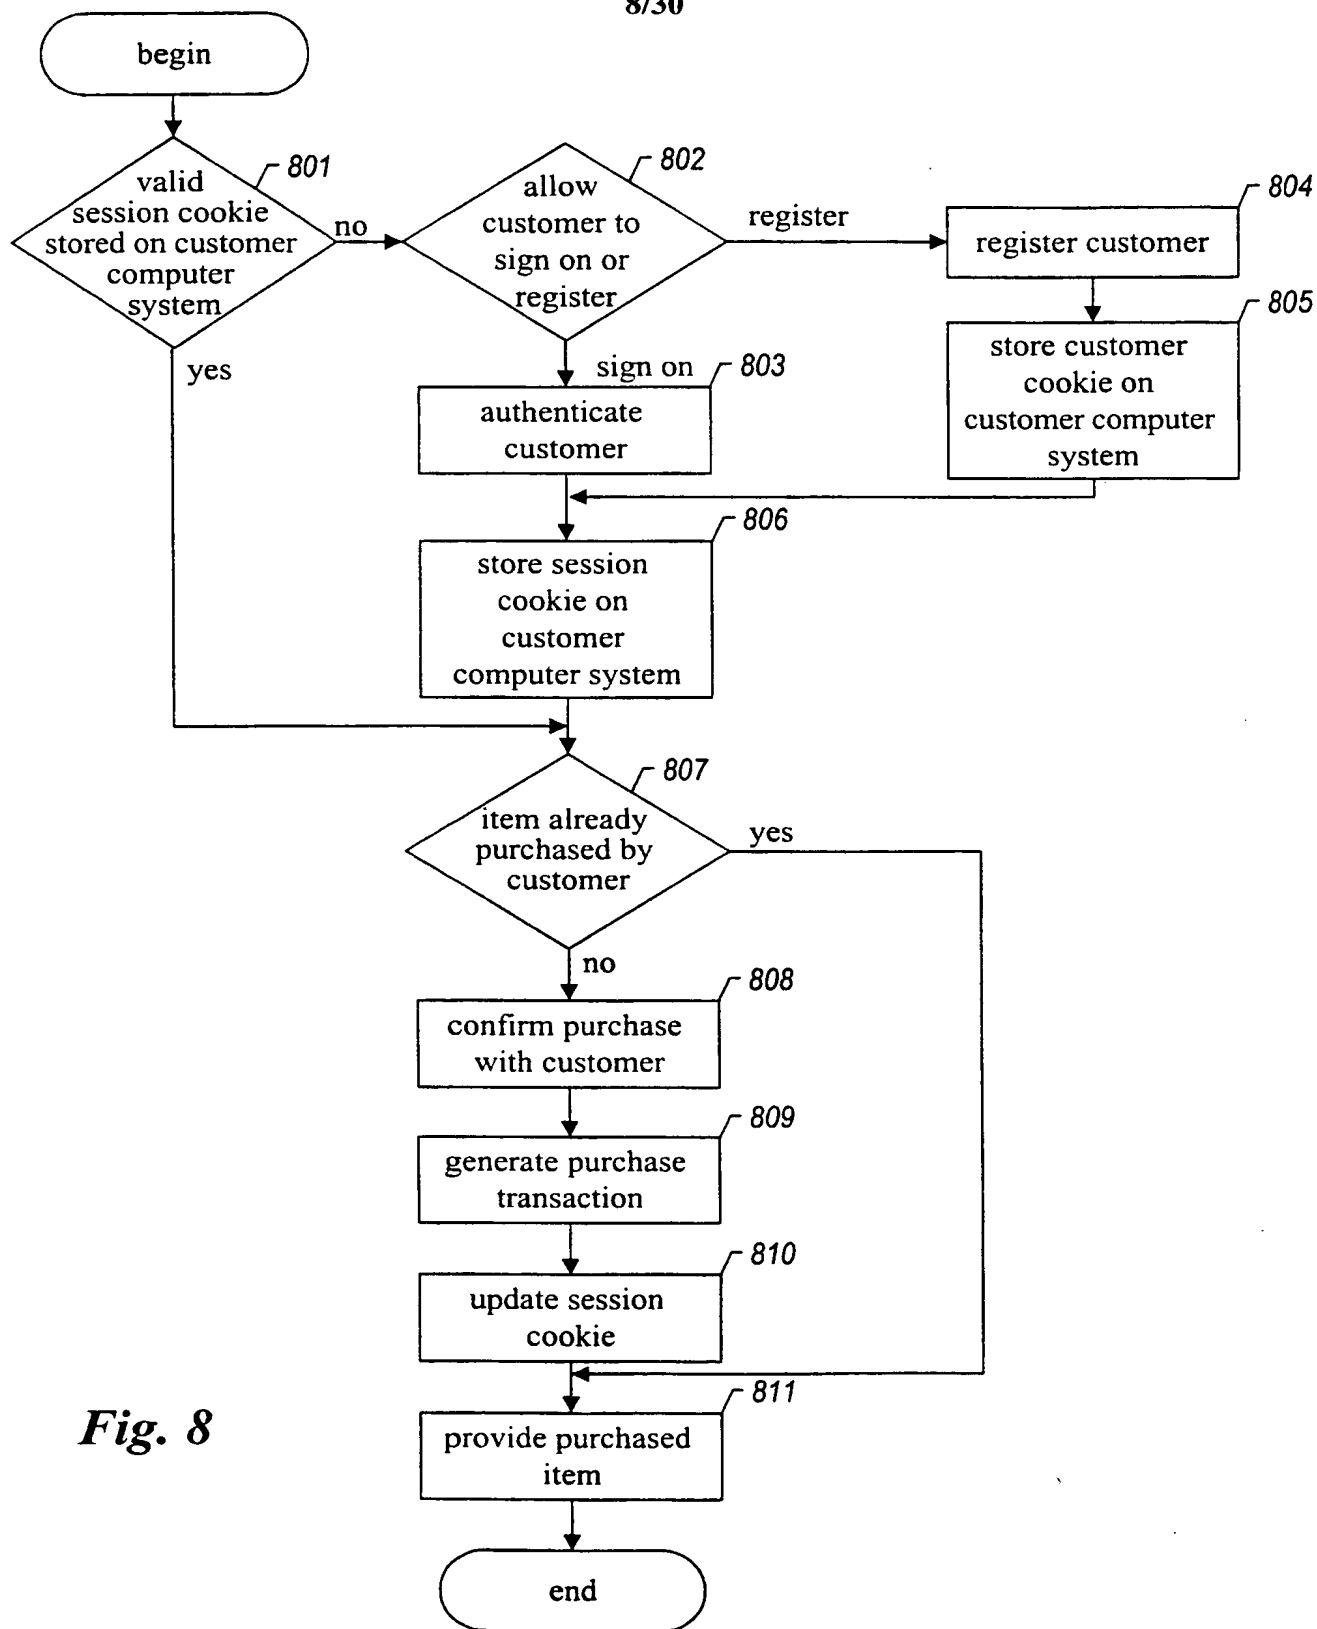 8/30
begin
801
valid
session cookie
stored on customer
computer
system
no
yes
802
allow
customer to
sign on or
register
register
804
register customer
805
store customer
cookie on
customer computer
system
sign on
803
authenticate
customer
806
store session
cookie on
customer
computer system
807
item already
purchased by
customer
yes
no
808
confirm purchase
with customer
809
generate purchase
transaction
810
update session
cookie
811
provide purchased
item
end
Fig. 8